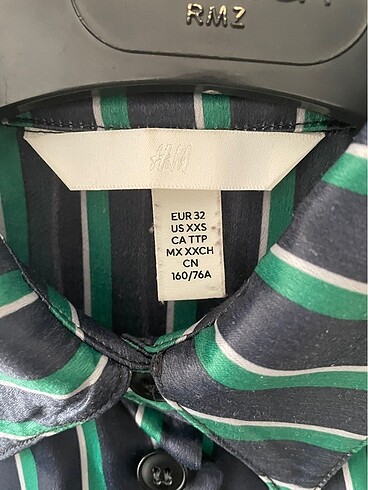 RMZ
H&M
EUR 32
US XXS
CA TTP
MX XXCH
CN
160/76A